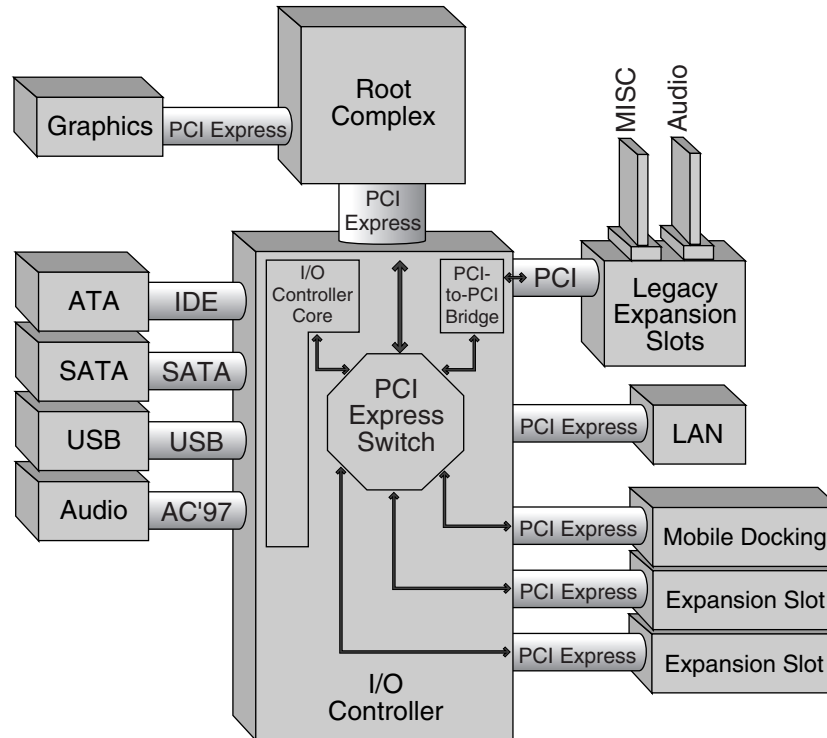 Root
Complex
Graphics
PCI Express
PCI
Express
MISC
Audio
I/O
Controller
Core
PCI-
to-PCI
Bridge
PCI
Legacy
Expansion
Slots
ATA
IDE
SATA
SATA
USB
USB
Audio
AC'97
PCI
Express
Switch
PCI Express
LAN
PCI Express
Mobile Docking
PCI Express
Expansion Slot
PCI Express
Expansion Slot
I/O
Controller